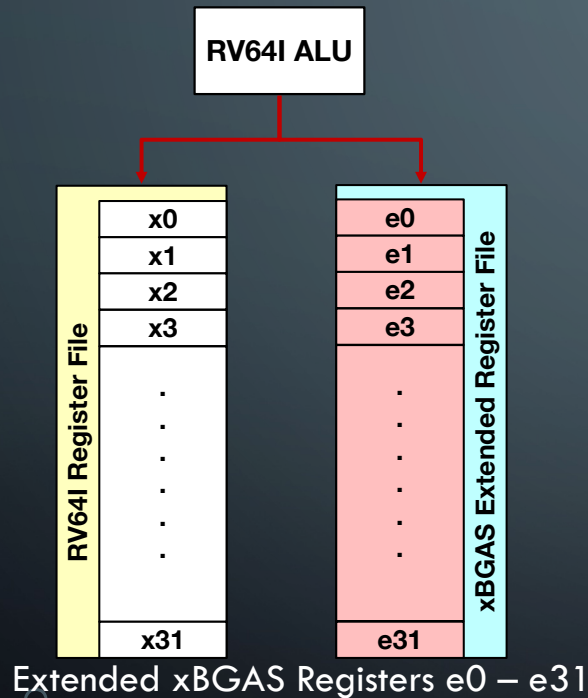 RV64I ALU
RV64I Register File
x0
x1
x2
x3
.
.
.
.
.
.
x31
e0
e1
e2
e3
.
.
.
.
.
.
e31
xBGAS Extended Register File
Extended xBGAS Registers e0 – e31